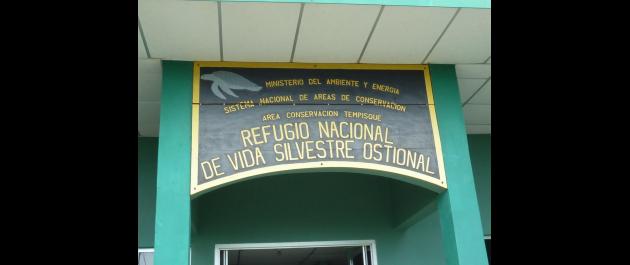 MINISTERIO DEL AMBIENTE Y ENERGIA
SISTEMA NACIONAL DE AREAS DE CONSERVACION
AREA CONSERVACION TEMPISQUE
REFUGIO NACIONAL
DE VIDA SILVESTRE OSTIONAL